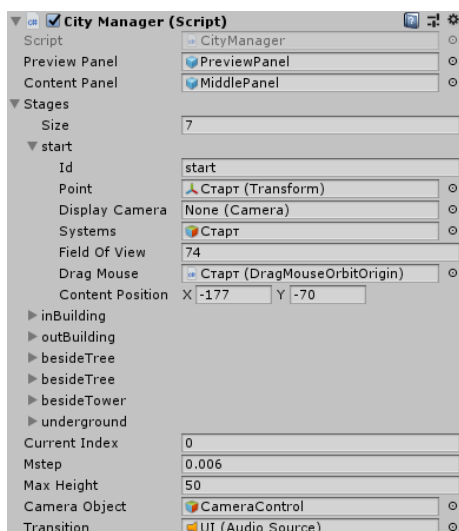 City Manager (Script)
Script CityManager
Preview Panel PreviewPanel
Content Panel MiddlePanel
Stages
Size 7
start
Id start
Point Старт (Transform)
Display Camera None (Camera)
Systems Старт
Field Of View 74
Drag Mouse Старт (DragMouseOrbitOrigin)
Content Position X -177 Y -70
inBuilding
outBuilding
besideTree
besideTree
besideTower
underground
Current Index 0
Mstep 0.006
Max Height 50
Camera Object CameraControl
Transition UI (Audio Source)